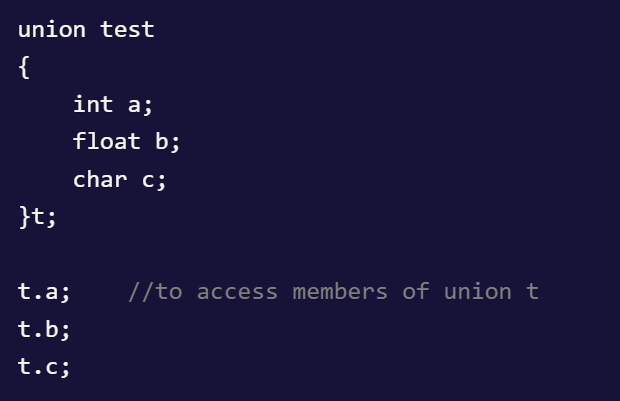 union test
{
    int a;
    float b;
    char c;
}t;

t.a;    //to access members of union t
t.b;
t.c;